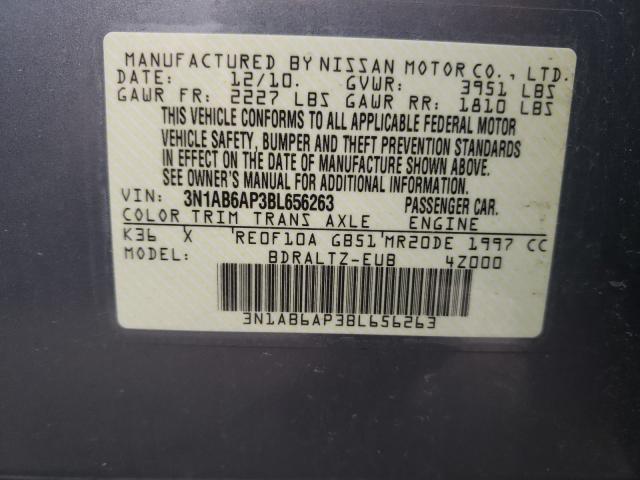 MANUFACTURED BY NISSAN MOTOR CO., LTD.
DATE: 12/10. GVWR: 3951 LBS
GAWR FR: 2227 LBS GAWR RR: 1810 LBS
THIS VEHICLE CONFORMS TO ALL APPLICABLE FEDERAL MOTOR
VEHICLE SAFETY, BUMPER AND THEFT PREVENTION STANDARDS
IN EFFECT ON THE DATE OF MANUFACTURE SHOWN ABOVE.
SEE OWNER'S MANUAL FOR ADDITIONAL INFORMATION.
VIN: 3N1AB6AP3BL656263 PASSENGER CAR.
COLOR TRIM TRANS AXLE ENGINE
K36 X RE0F10A GB51 MR20DE 1997 CC
MODEL: BDRALTZ-EUB 4Z000
3N1AB6AP3BL656263